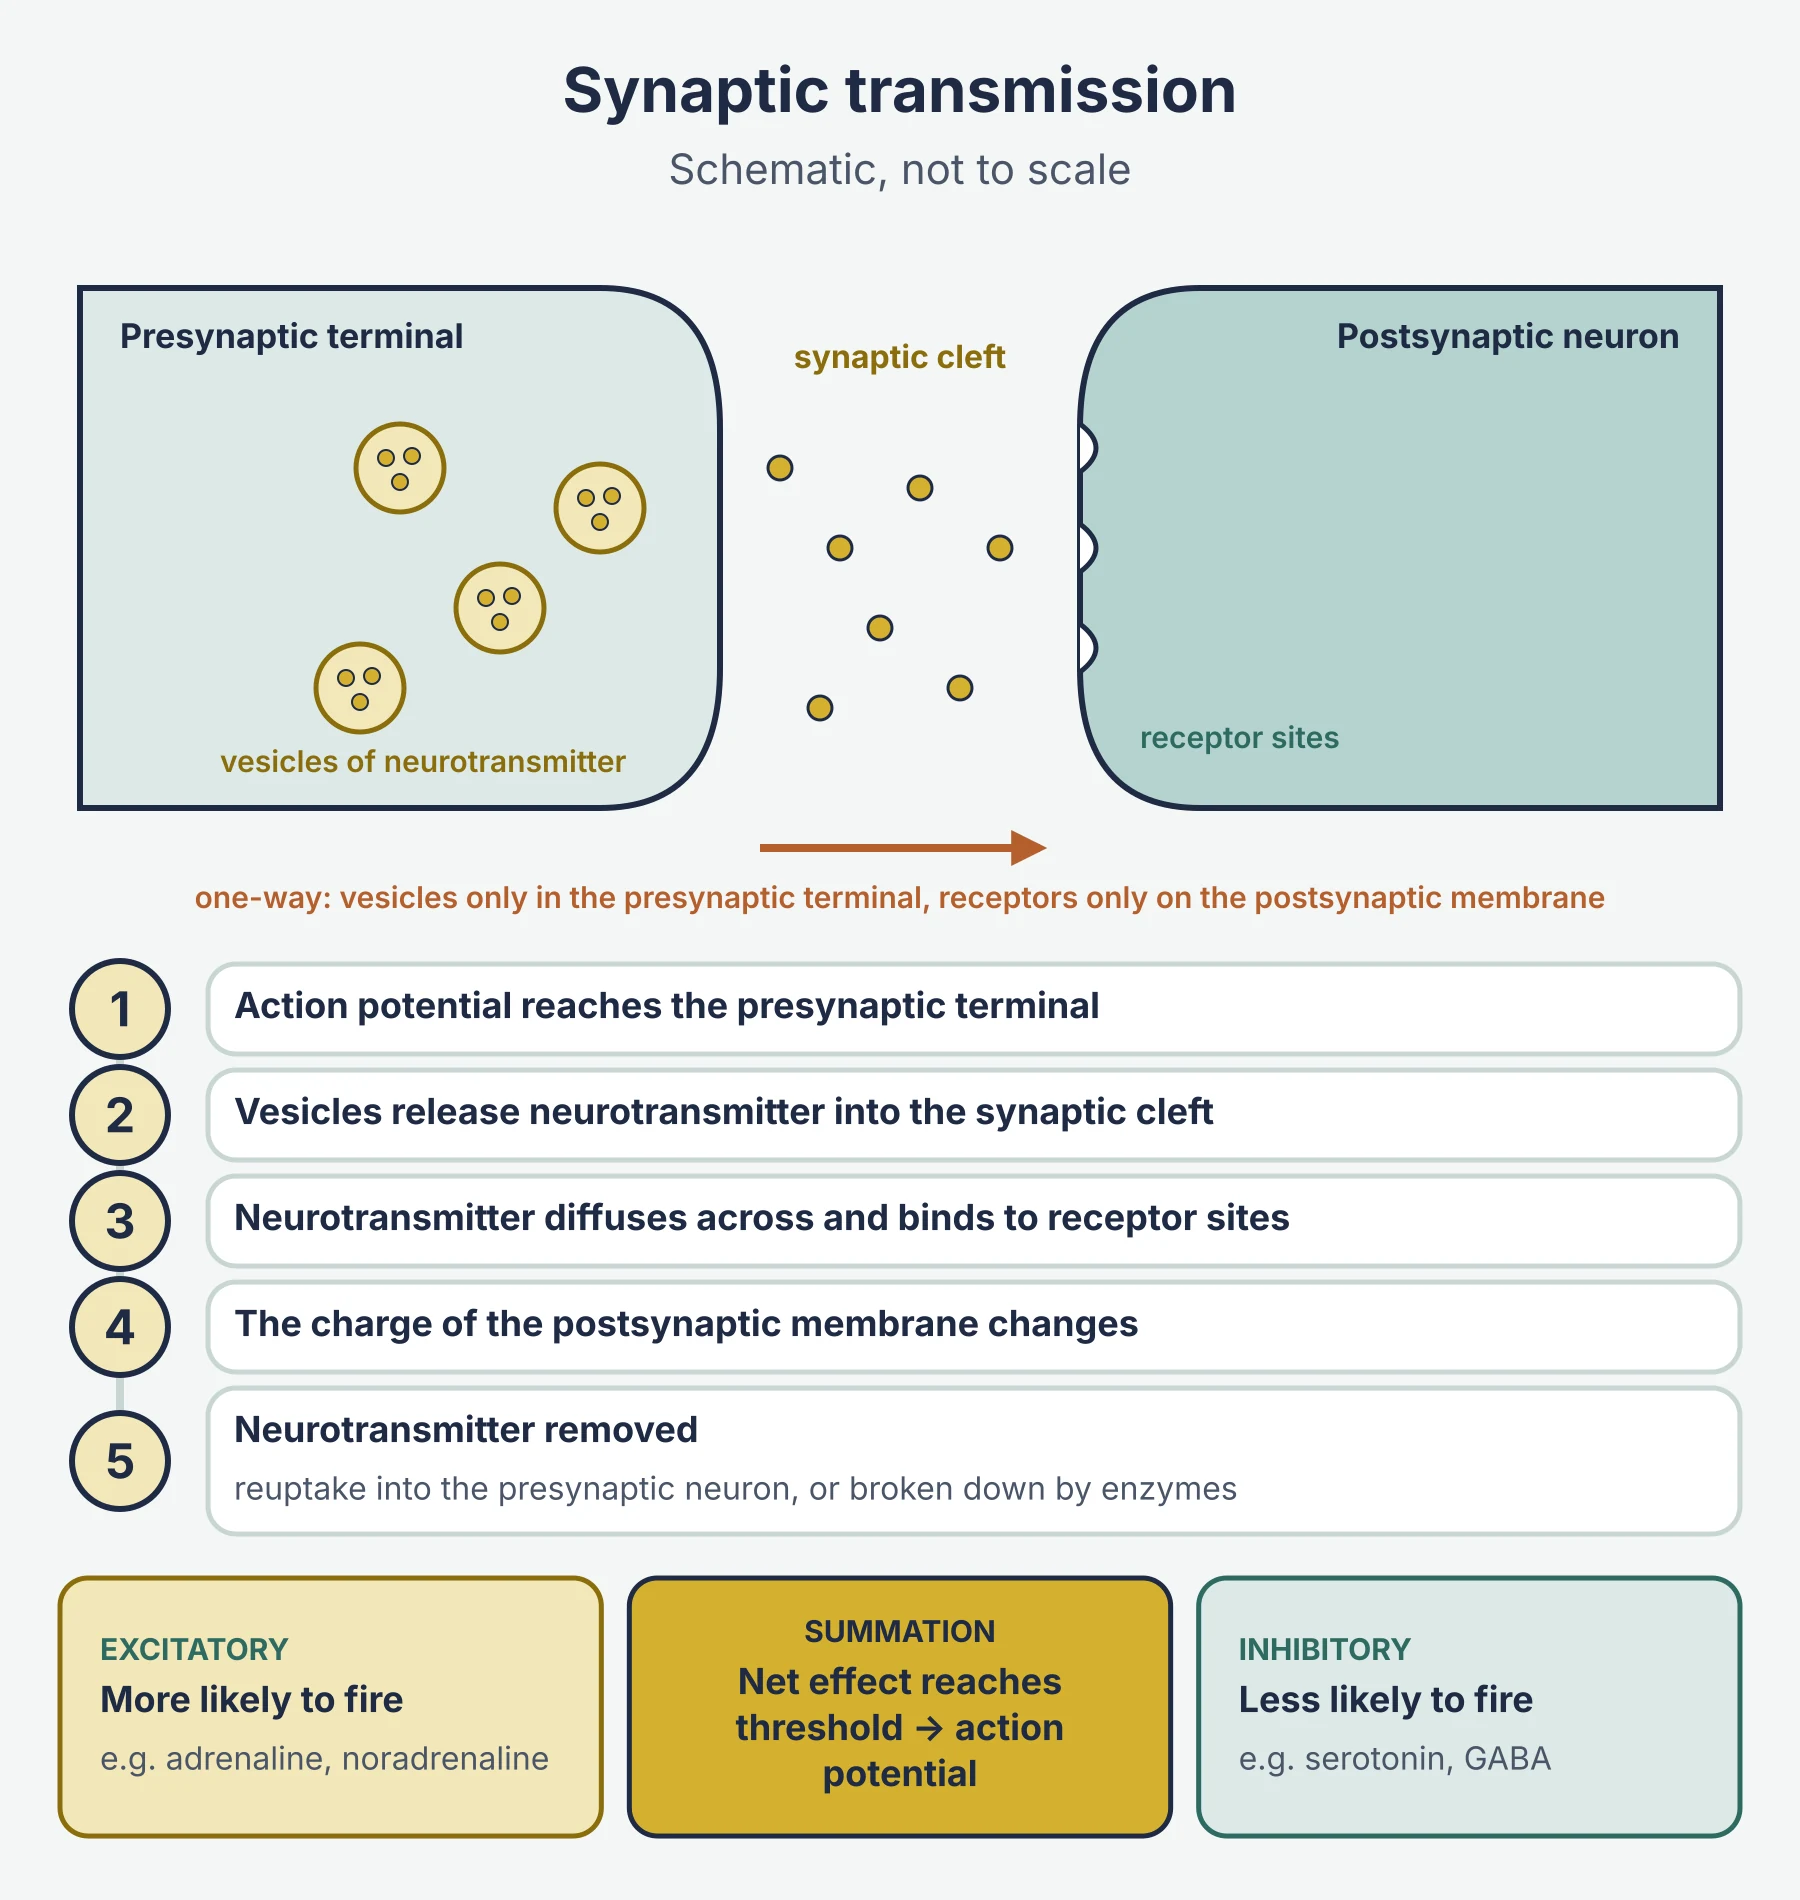 Synaptic transmission
Schematic, not to scale
Presynaptic terminal
synaptic cleft
Postsynaptic neuron
vesicles of neurotransmitter
receptor sites
one-way: vesicles only in the presynaptic terminal, receptors only on the postsynaptic membrane
1
Action potential reaches the presynaptic terminal
2
Vesicles release neurotransmitter into the synaptic cleft
3
Neurotransmitter diffuses across and binds to receptor sites
4
The charge of the postsynaptic membrane changes
5
Neurotransmitter removed
reuptake into the presynaptic neuron, or broken down by enzymes
EXCITATORY
More likely to fire
e.g. adrenaline, noradrenaline
SUMMATION
Net effect reaches
threshold → action
potential
INHIBITORY
Less likely to fire
e.g. serotonin, GABA